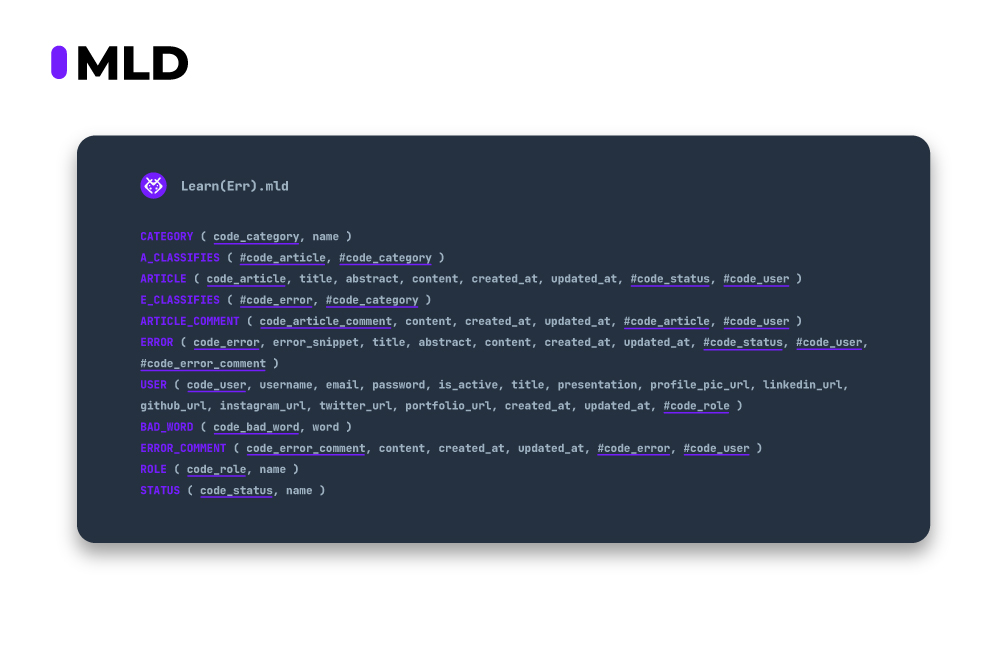 MLD
Learn(Err).mld
CATEGORY ( code_category, name )
A_CLASSIFIES ( #code_article, #code_category )
ARTICLE ( code_article, title, abstract, content, created_at, updated_at, #code_status, #code_user )
E_CLASSIFIES ( #code_error, #code_category )
ARTICLE_COMMENT ( code_article_comment, content, created_at, updated_at, #code_article, #code_user )
ERROR ( code_error, error_snippet, title, abstract, content, created_at, updated_at, #code_status, #code_user,
#code_error_comment )
USER ( code_user, username, email, password, is_active, title, presentation, profile_pic_url, linkedin_url,
github_url, instagram_url, twitter_url, portfolio_url, created_at, updated_at, #code_role )
BAD_WORD ( code_bad_word, word )
ERROR_COMMENT ( code_error_comment, content, created_at, updated_at, #code_error, #code_user )
ROLE ( code_role, name )
STATUS ( code_status, name )